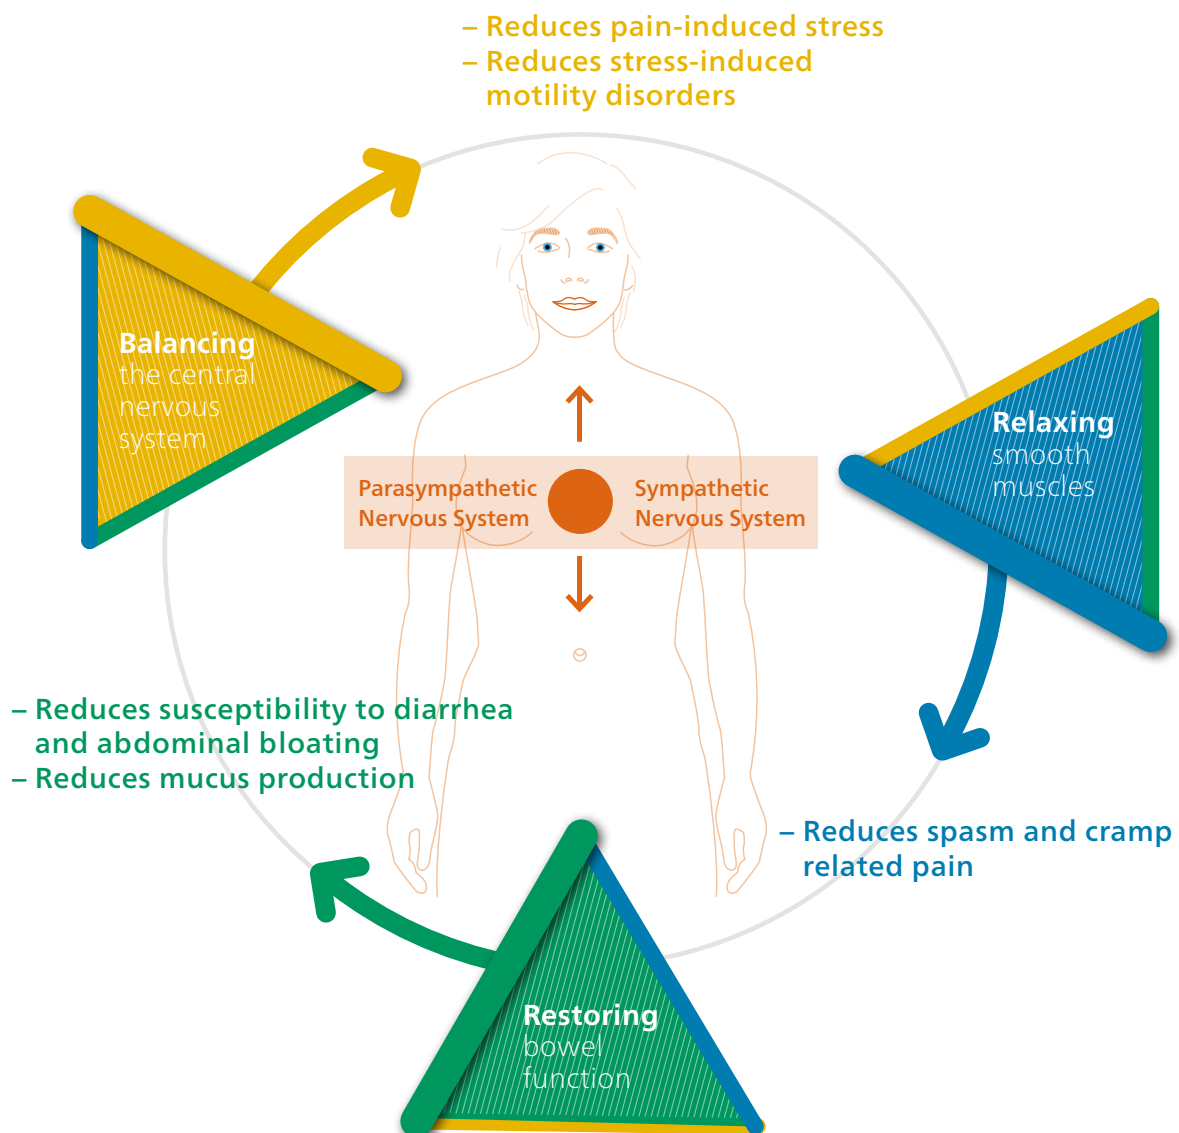 – Reduces pain-induced stress
– Reduces stress-induced
motility disorders
Balancing
the central
nervous
system
Relaxing
smooth
muscles
Parasympathetic
Nervous System
Sympathetic
Nervous System
– Reduces susceptibility to diarrhea
and abdominal bloating
– Reduces mucus production
– Reduces spasm and cramp
related pain
Restoring
bowel
function